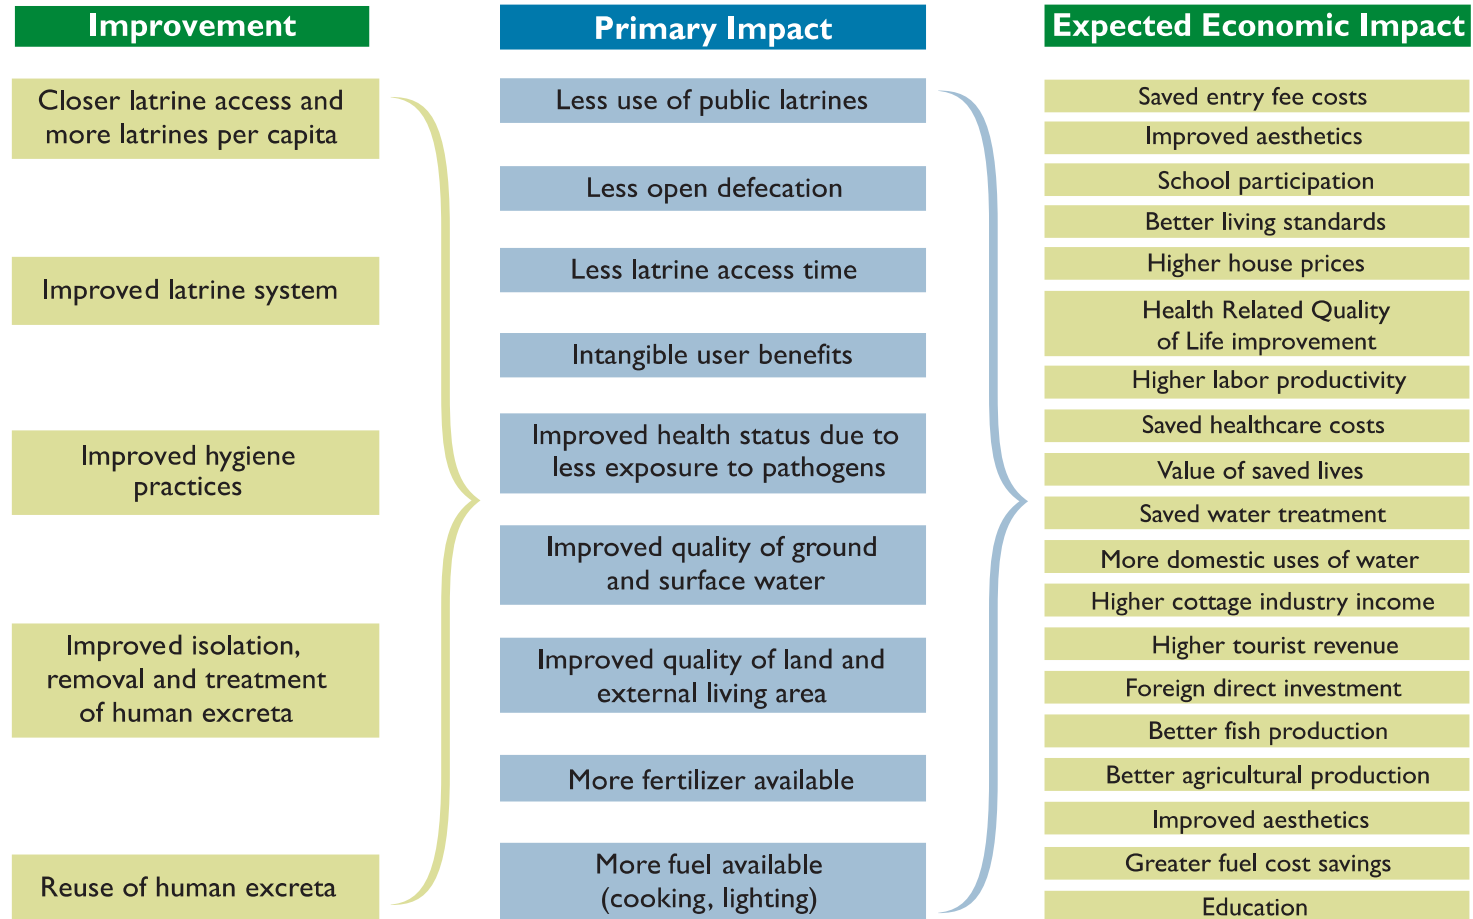 Improvement
Closer latrine access and
more latrines per capita
Improved latrine system
Improved hygiene
practices
Improved isolation,
removal and treatment
of human excreta
Reuse of human excreta
Primary Impact
Less use of public latrines
Less open defecation
Less latrine access time
Intangible user benefits
Improved health status due to
less exposure to pathogens
Improved quality of ground
and surface water
Improved quality of land and
external living area
More fertilizer available
More fuel available
(cooking, lighting)
Expected Economic Impact
Saved entry fee costs
Improved aesthetics
School participation
Better living standards
Higher house prices
Health Related Quality
of Life improvement
Higher labor productivity
Saved healthcare costs
Value of saved lives
Saved water treatment
More domestic uses of water
Higher cottage industry income
Higher tourist revenue
Foreign direct investment
Better fish production
Better agricultural production
Improved aesthetics
Greater fuel cost savings
Education